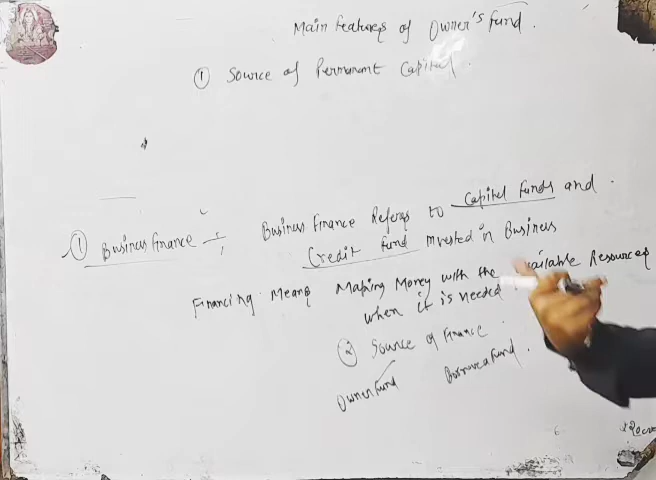 Main features of Owner's fund.
① Source of Permanant Capital.
① Business finance :- Business finance Refers to Capital Funds and
Credit fund invested in Business
Financing Means Making Money with the available Resources
when it is needed
② Source of finance.
Owner fund Borrowed Fund.